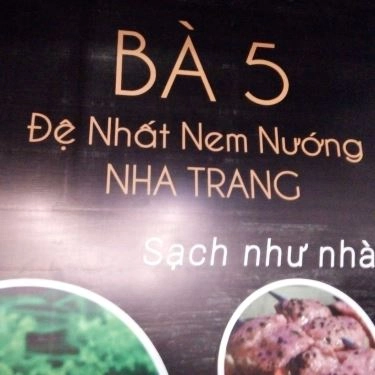 BÀ 5
Đệ Nhất Nem Nướng
NHA TRANG
Sạch như nhà